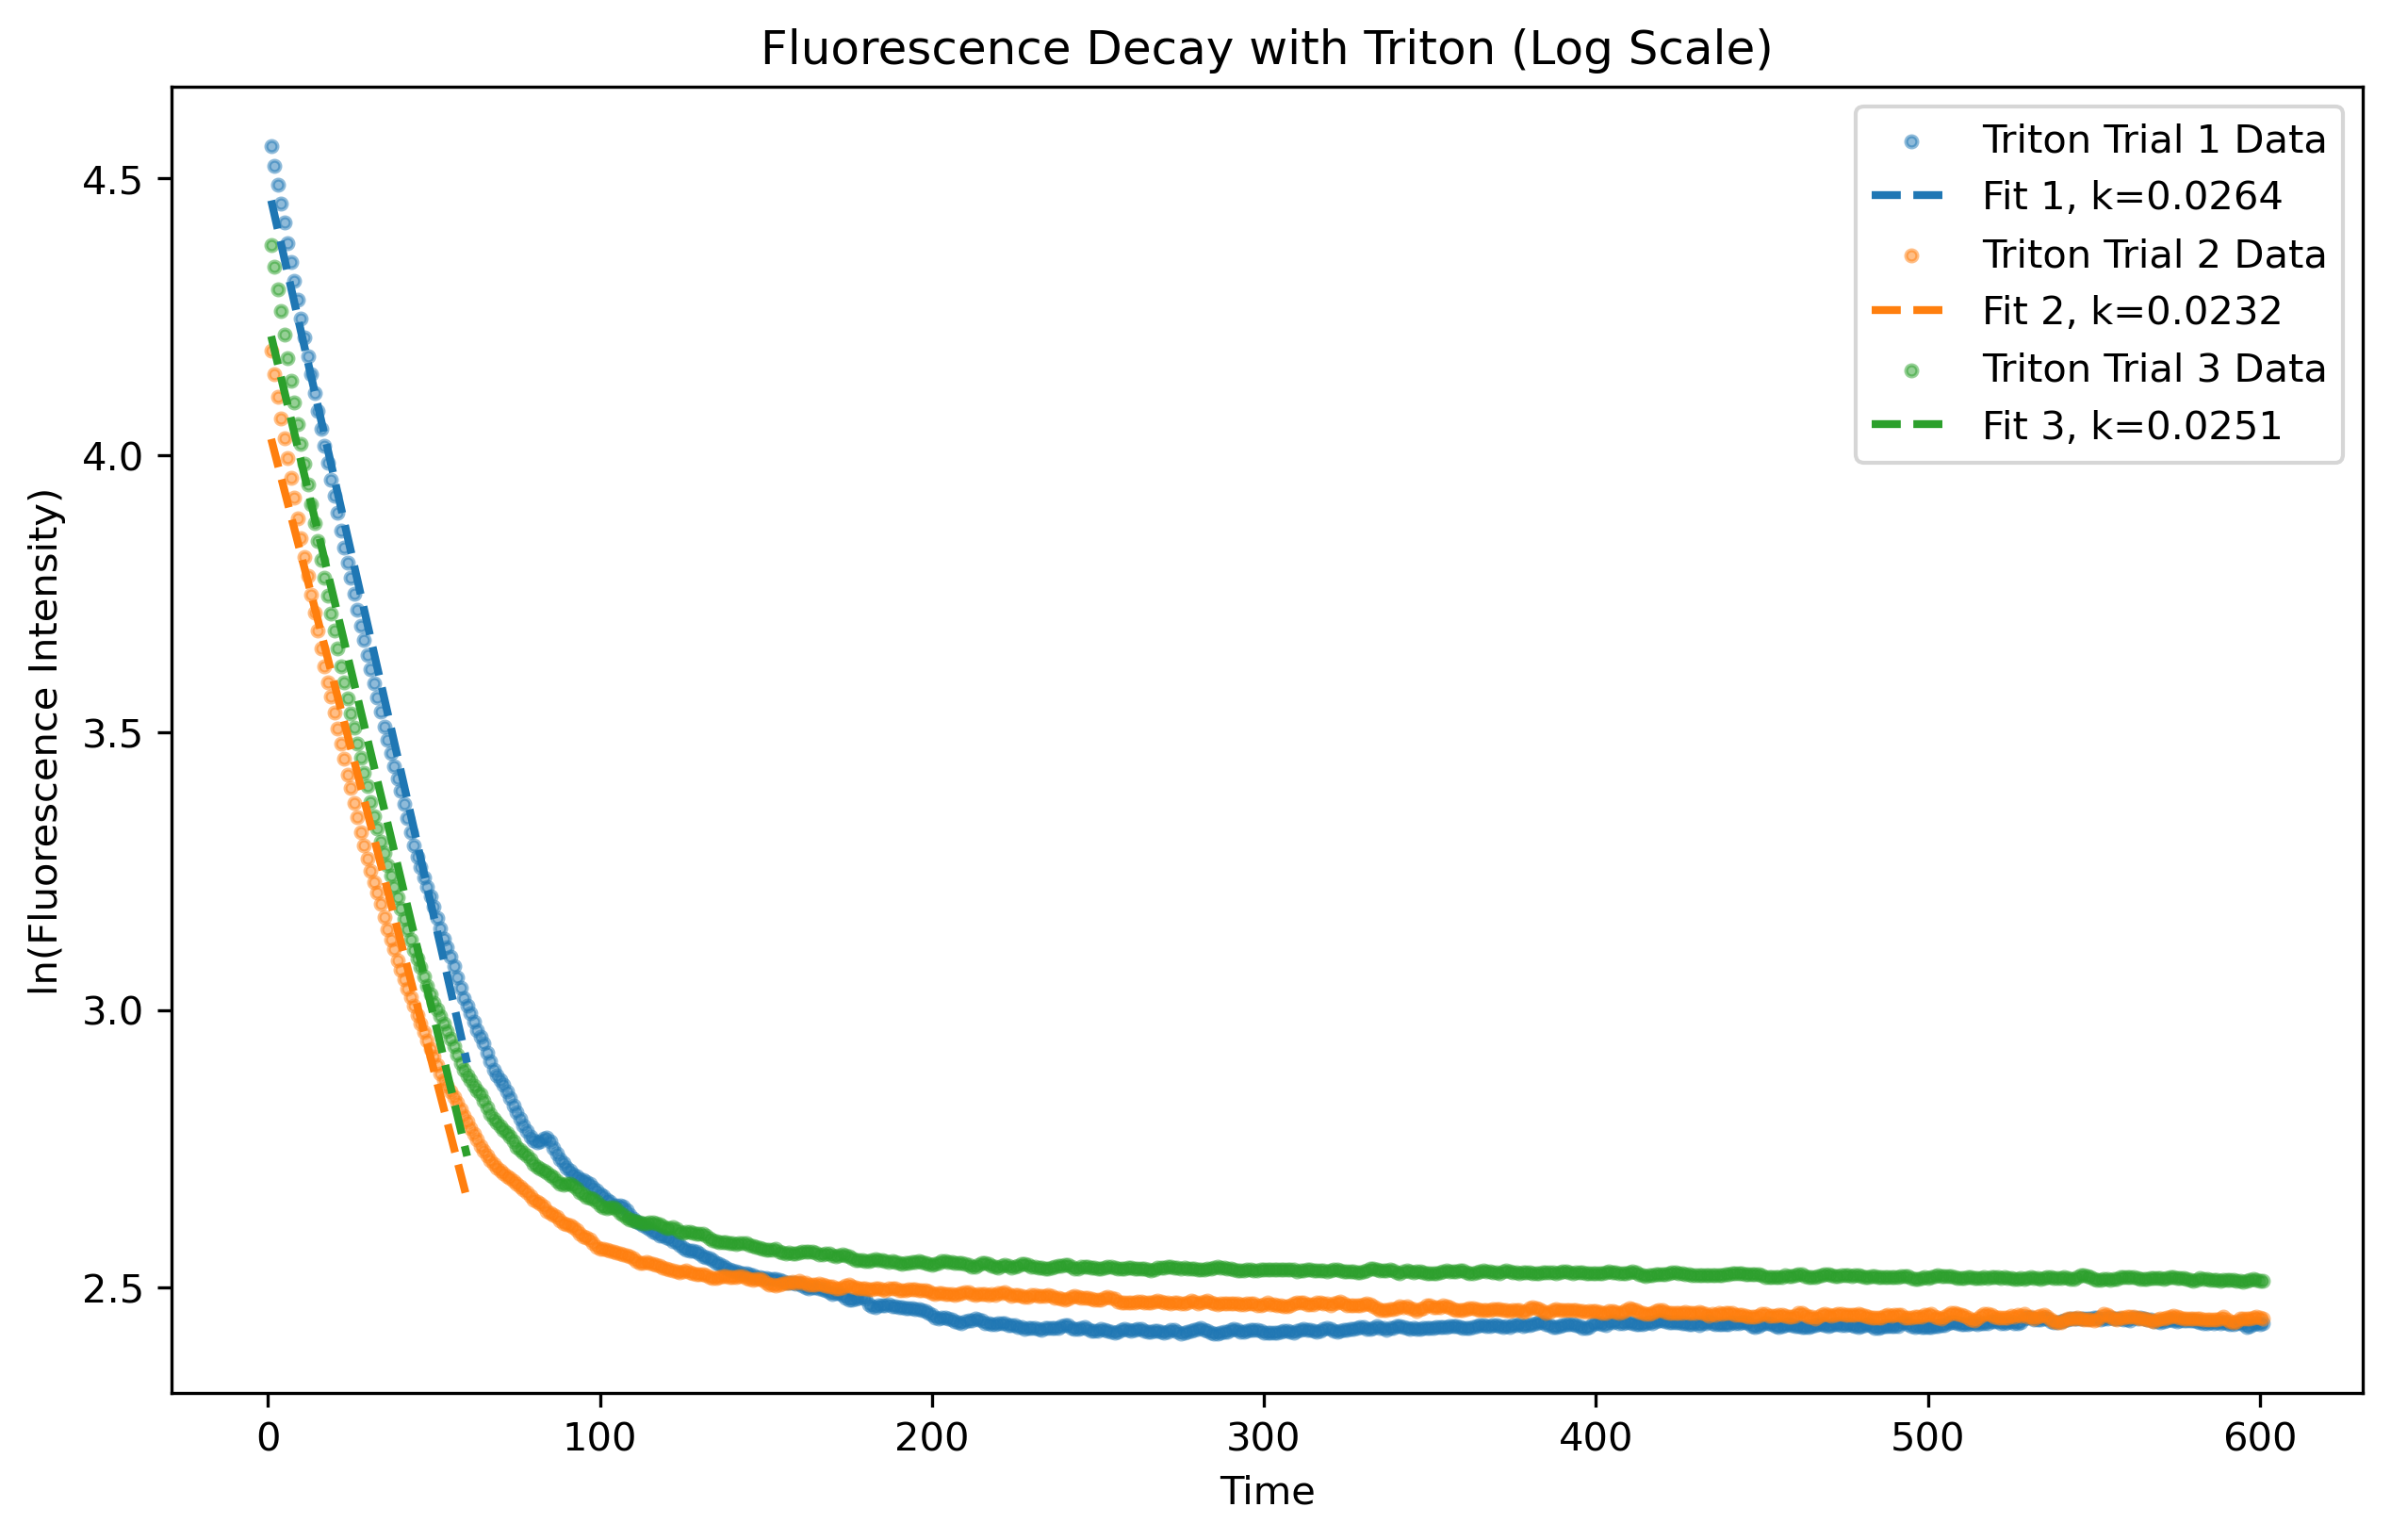 Fluorescence Decay with Triton (Log Scale)
Triton Trial 1 Data
Fit 1, k=0.0264
Triton Trial 2 Data
Fit 2, k=0.0232
Triton Trial 3 Data
Fit 3, k=0.0251
ln(Fluorescence Intensity)
4.5
4.0
3.5
3.0
2.5
0 100 200 300 400 500 600
Time